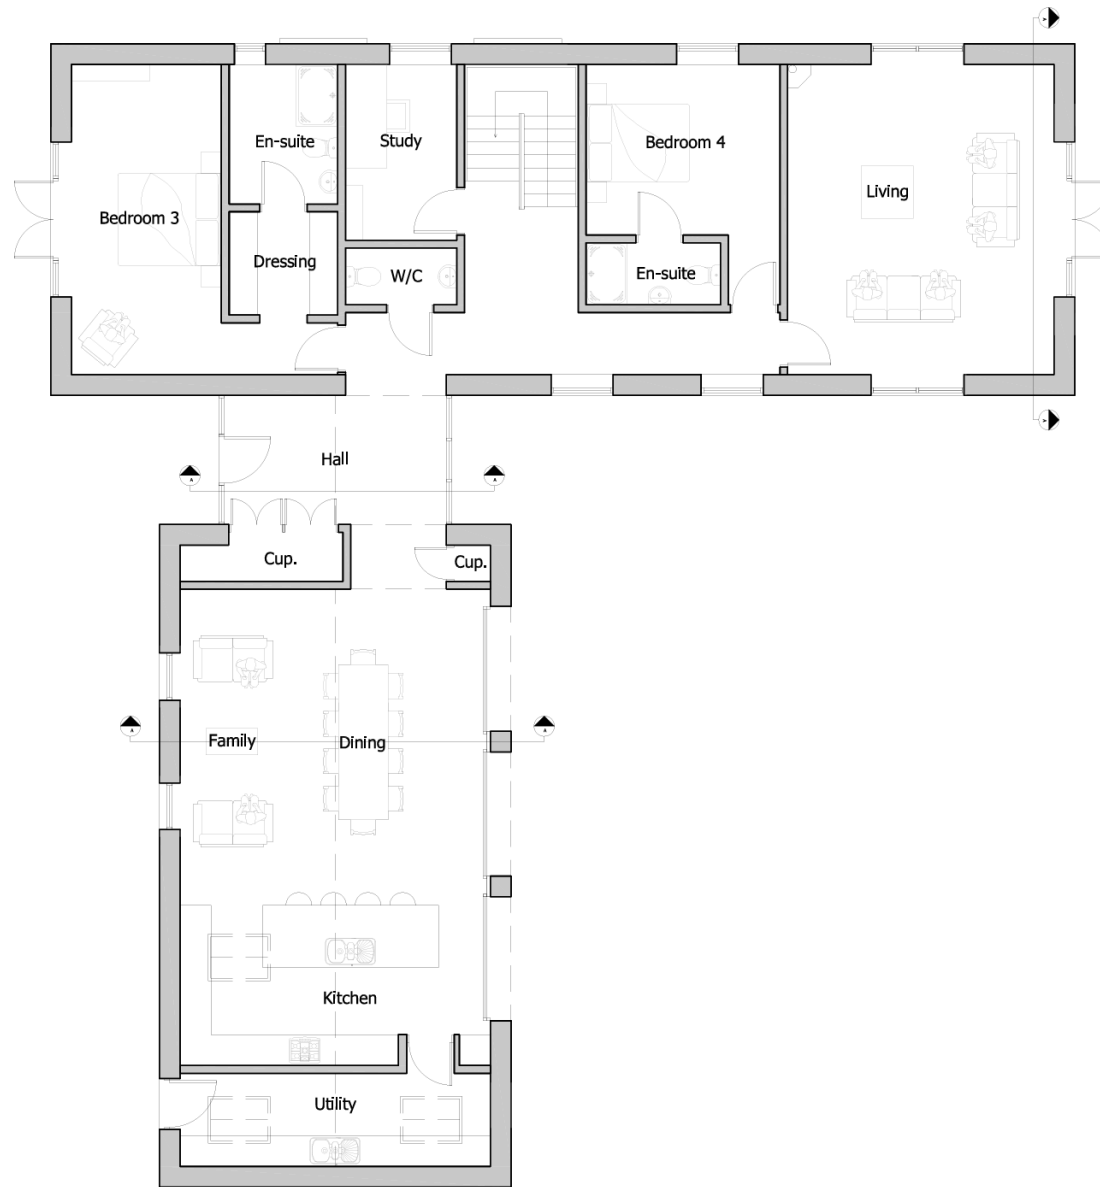 En-suite
Study
Bedroom 4
Living
Bedroom 3
Dressing
W/C
En-suite
Hall
Cup.
Cup.
Family
Dining
Kitchen
Utility